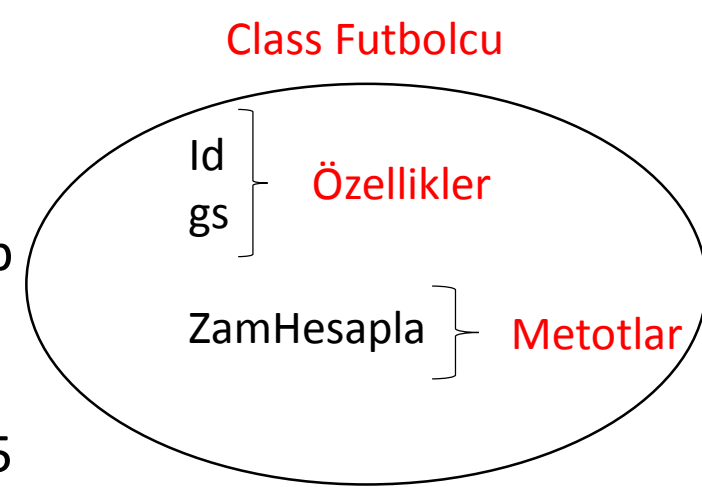 Class Futbolcu
Id
Özellikler
gs
ZamHesapla
Metotlar